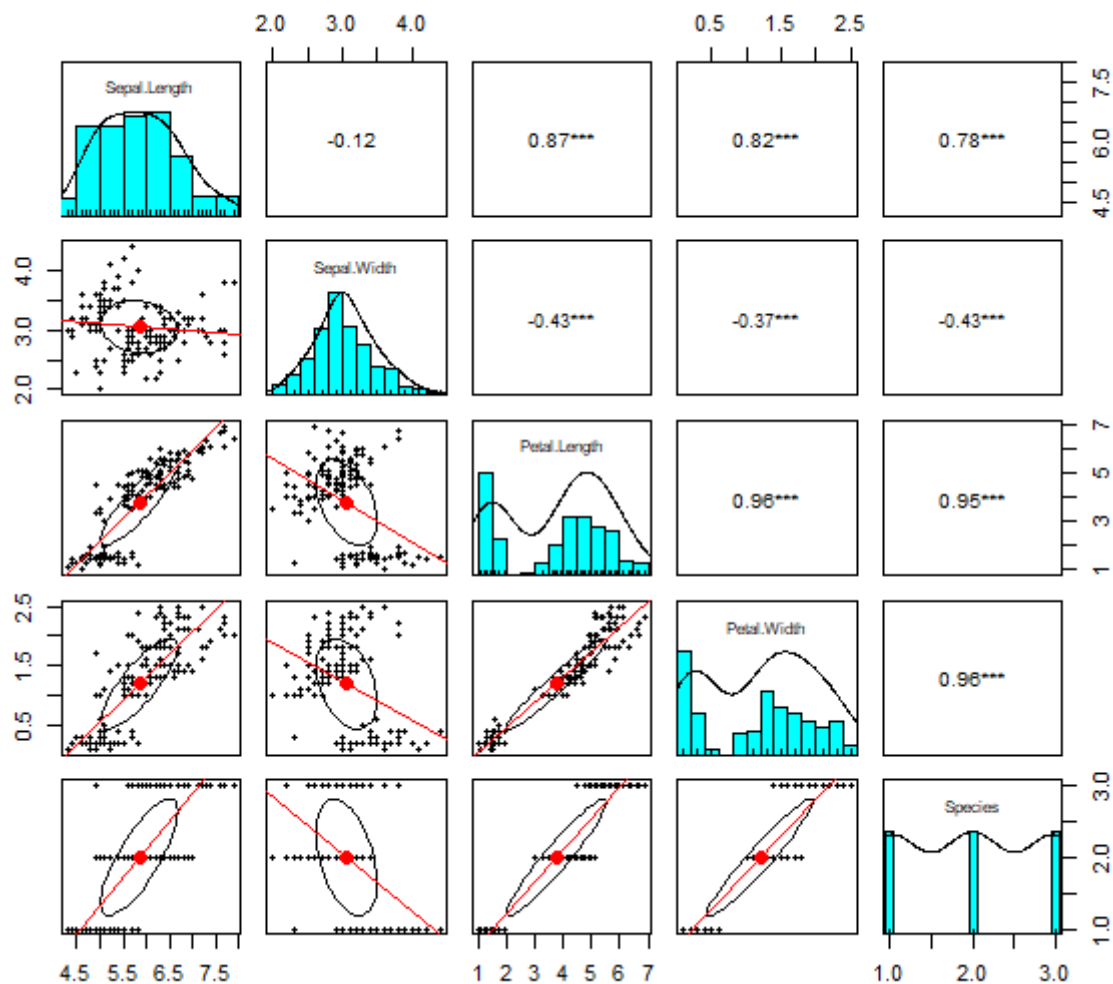 2.0 3.0 4.0 0.5 1.5 2.5
Sepal.Length
-0.12 0.87*** 0.82*** 0.78***
4.5 6.0 7.5
Sepal.Width
-0.43*** -0.37*** -0.43***
2.0 3.0 4.0
Petal.Length
0.96*** 0.95***
1 3 5 7
Petal.Width
0.96***
0.5 1.5 2.5
Species
1.0 2.0 3.0
4.5 5.5 6.5 7.5 1 2 3 4 5 6 7 1.0 2.0 3.0